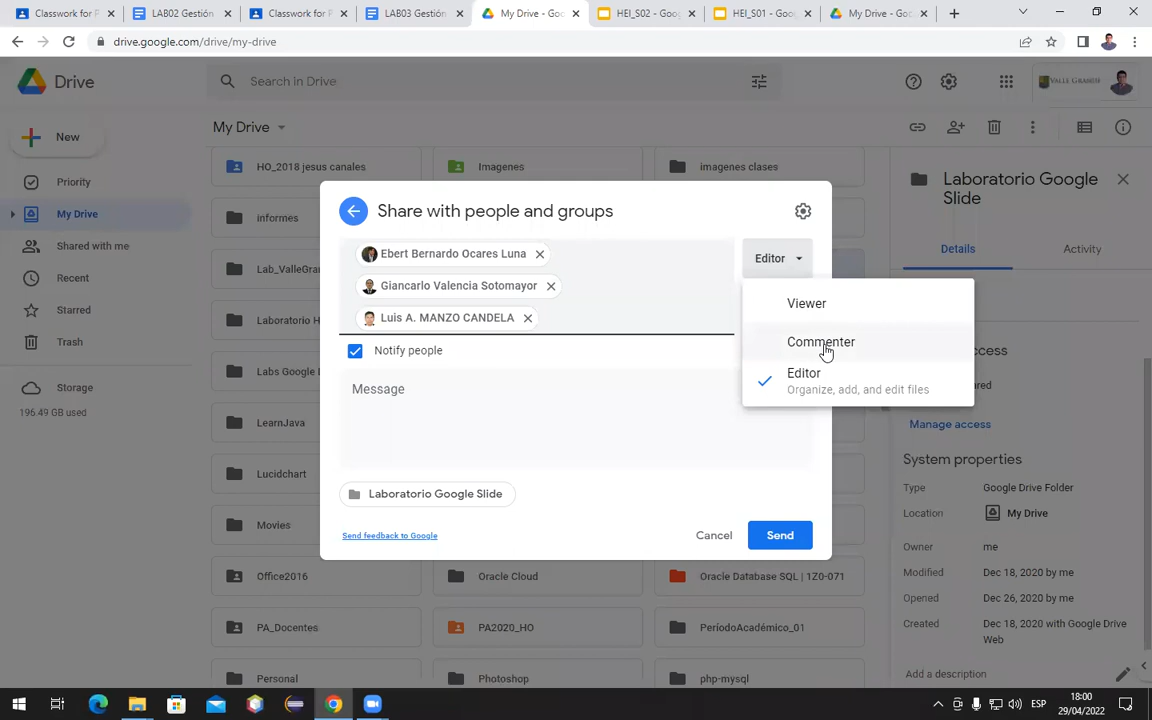 Classwork for P
LAB02 Gestión
Classwork for P
LAB03 Gestión
My Drive - Goo
HEI_S02 - Goog
HEI_S01 - Goog
My Drive - Goo
drive.google.com/drive/my-drive
Drive
Search in Drive
VALLE GRANDE
New
My Drive
Priority
My Drive
Shared with me
Recent
Starred
Trash
Storage
196.49 GB used
HO_2018 jesus canales
Imagenes
imagenes clases
informes
Lab_ValleGran
Laboratorio H
Labs Google D
LearnJava
Lucidchart
Movies
Office2016
Oracle Cloud
Oracle Database SQL | 1Z0-071
PA_Docentes
PA2020_HO
PeríodoAcadémico_01
Personal
Photoshop
php-mysql
Share with people and groups
Ebert Bernardo Ocares Luna
Giancarlo Valencia Sotomayor
Luis A. MANZO CANDELA
Editor
Viewer
Commenter
Editor
Organize, add, and edit files
Notify people
Message
Laboratorio Google Slide
Send feedback to Google
Cancel
Send
Laboratorio Google
Slide
Details
Activity
Manage access
System properties
Type
Google Drive Folder
Location
My Drive
Owner
me
Modified
Dec 18, 2020 by me
Opened
Dec 26, 2020 by me
Created
Dec 18, 2020 with Google Drive
Web
Add a description
ESP
18:00
29/04/2022